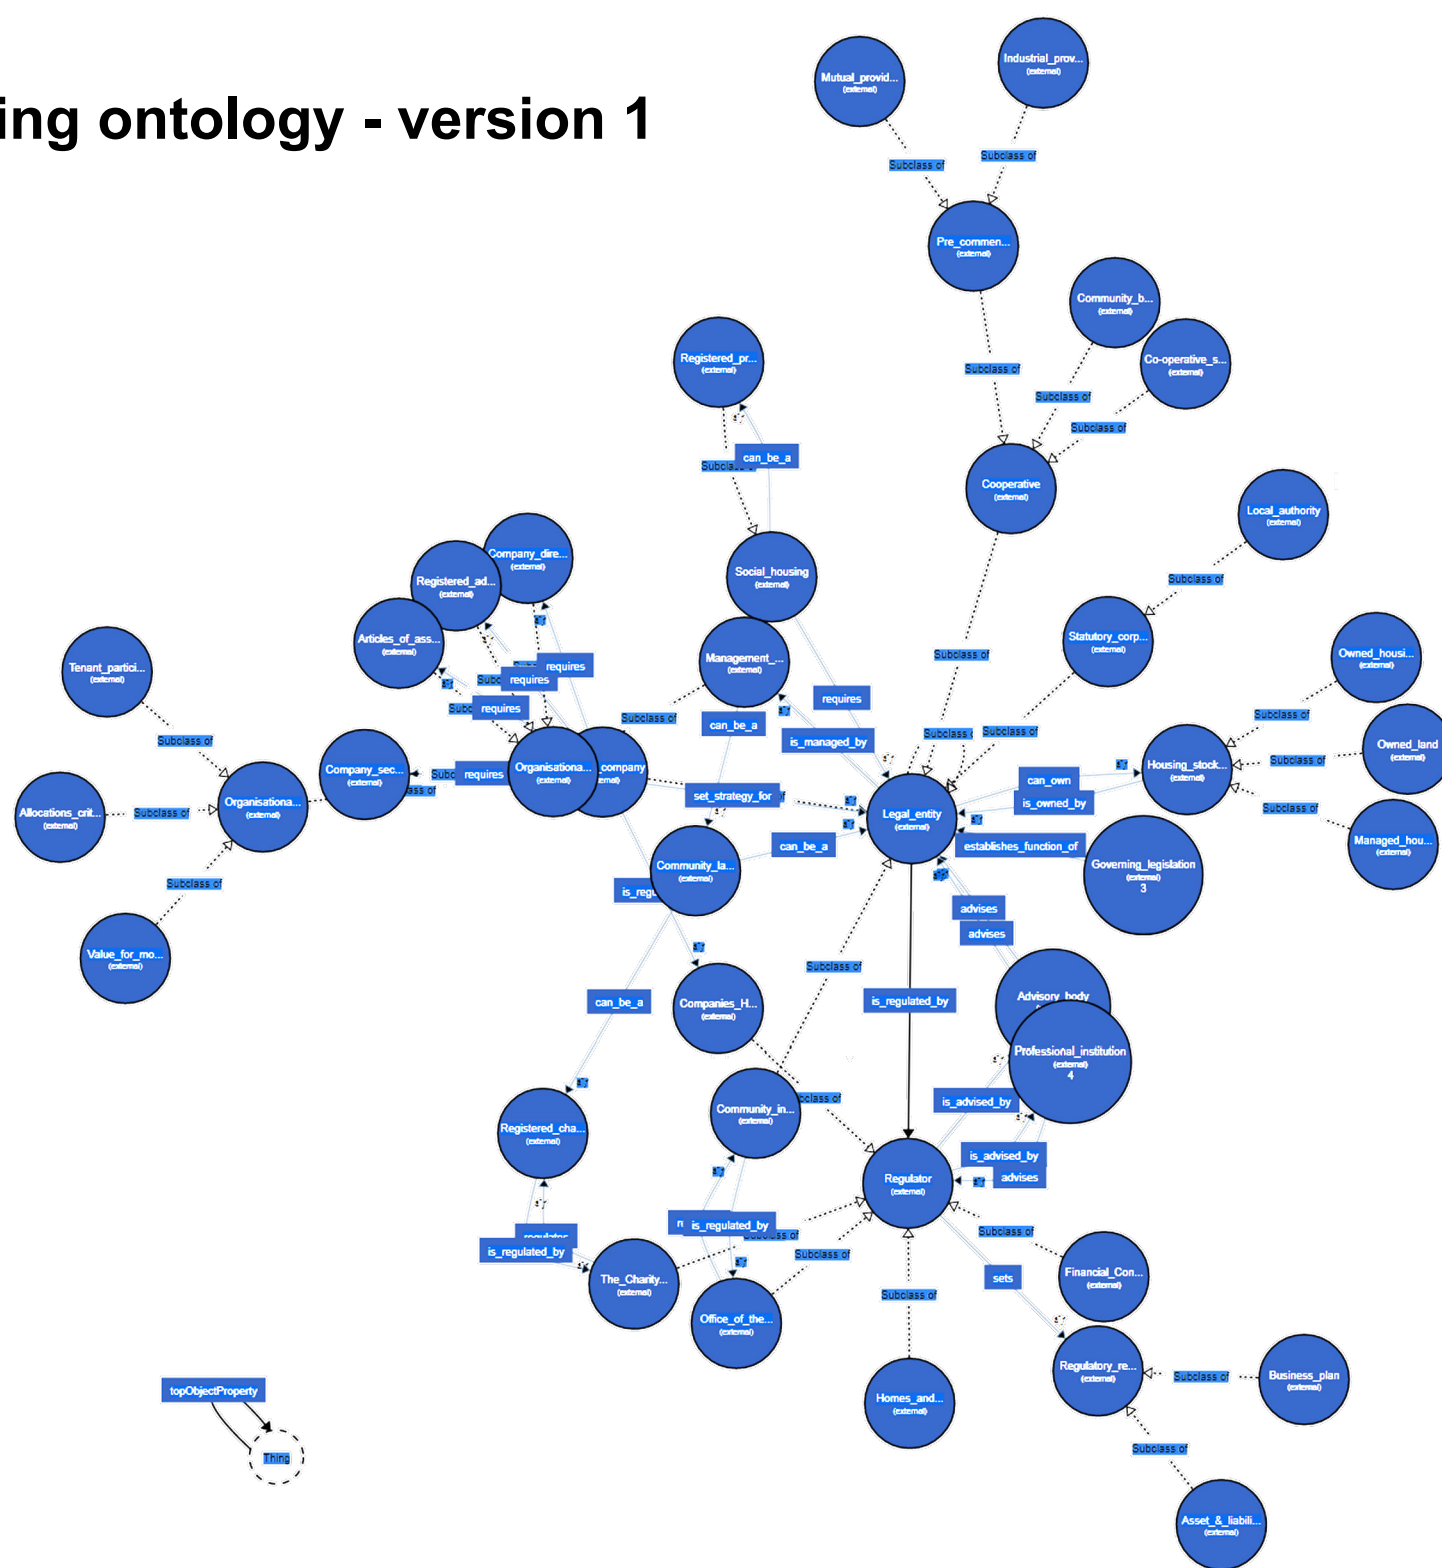 ing ontology - version 1
Industrial_prov...
(external)
Mutual_provid...
(external)
Subclass of
Subclass of
Pre_commen...
(external)
Community_b...
(external)
Co-operative_s...
(external)
Registered_pr...
(external)
Subclass of
Subclass of
Subclass of
can_be_a
Cooperative
(external)
Local_authority
(external)
Company_dire...
(external)
Registered_ad...
(external)
Social_housing
(external)
Subclass of
Articles_of_ass...
(external)
Statutory_corp...
(external)
Owned_housi...
(external)
Tenant_partici...
(external)
Management_...
(external)
Subclass of
requires
requires
requires
requires
Subclass of
Subclass of
can_be_a
is_managed_by
Subclass of
Subclass of
Subclass of
Owned_land
(external)
Company_sec...
(external)
requires
Organisationa...
(external)
_company
Housing_stock...
(external)
Subclass of
can_own
is_owned_by
set_strategy_for
Allocations_crit...
(external)
Subclass of
Organisationa...
(external)
Legal_entity
(external)
Subclass of
Managed_hou...
(external)
can_be_a
establishes_function_of
Community_la...
(external)
Governing_legislation
(external)
3
Subclass of
advises
advises
Value_for_mo...
(external)
Subclass of
can_be_a
Companies_H...
(external)
is_regulated_by
Advisory_body
Professional_institution
(external)
4
is_advised_by
Community_in...
(external)
Registered_cha...
(external)
is_advised_by
advises
Regulator
(external)
is_regulated_by
is_regulated_by
Subclass of
Subclass of
The_Charity...
(external)
sets
Financial_Con...
(external)
Subclass of
Office_of_the...
(external)
Regulatory_re...
(external)
Subclass of
Business_plan
(external)
topObjectProperty
Homes_and...
(external)
Thing
Subclass of
Asset_&_liabili...
(external)